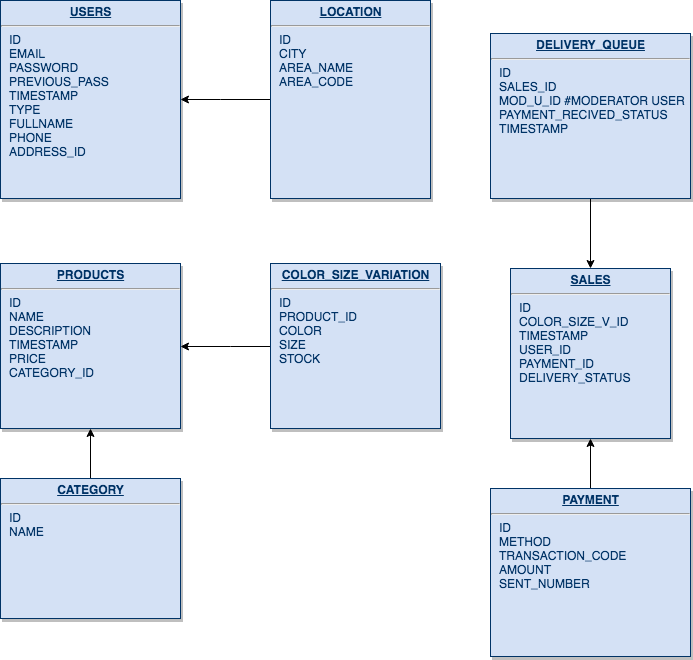 USERS
ID
EMAIL
PASSWORD
PREVIOUS_PASS
TIMESTAMP
TYPE
FULLNAME
PHONE
ADDRESS_ID
LOCATION
ID
CITY
AREA_NAME
AREA_CODE
DELIVERY_QUEUE
ID
SALES_ID
MOD_U_ID #MODERATOR USER
PAYMENT_RECIVED_STATUS
TIMESTAMP
PRODUCTS
ID
NAME
DESCRIPTION
TIMESTAMP
PRICE
CATEGORY_ID
COLOR_SIZE_VARIATION
ID
PRODUCT_ID
COLOR
SIZE
STOCK
SALES
ID
COLOR_SIZE_V_ID
TIMESTAMP
USER_ID
PAYMENT_ID
DELIVERY_STATUS
CATEGORY
ID
NAME
PAYMENT
ID
METHOD
TRANSACTION_CODE
AMOUNT
SENT_NUMBER